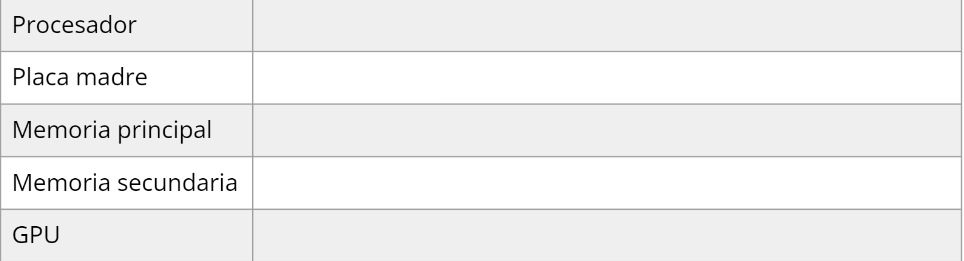 Procesador
Placa madre
Memoria principal
Memoria secundaria
GPU